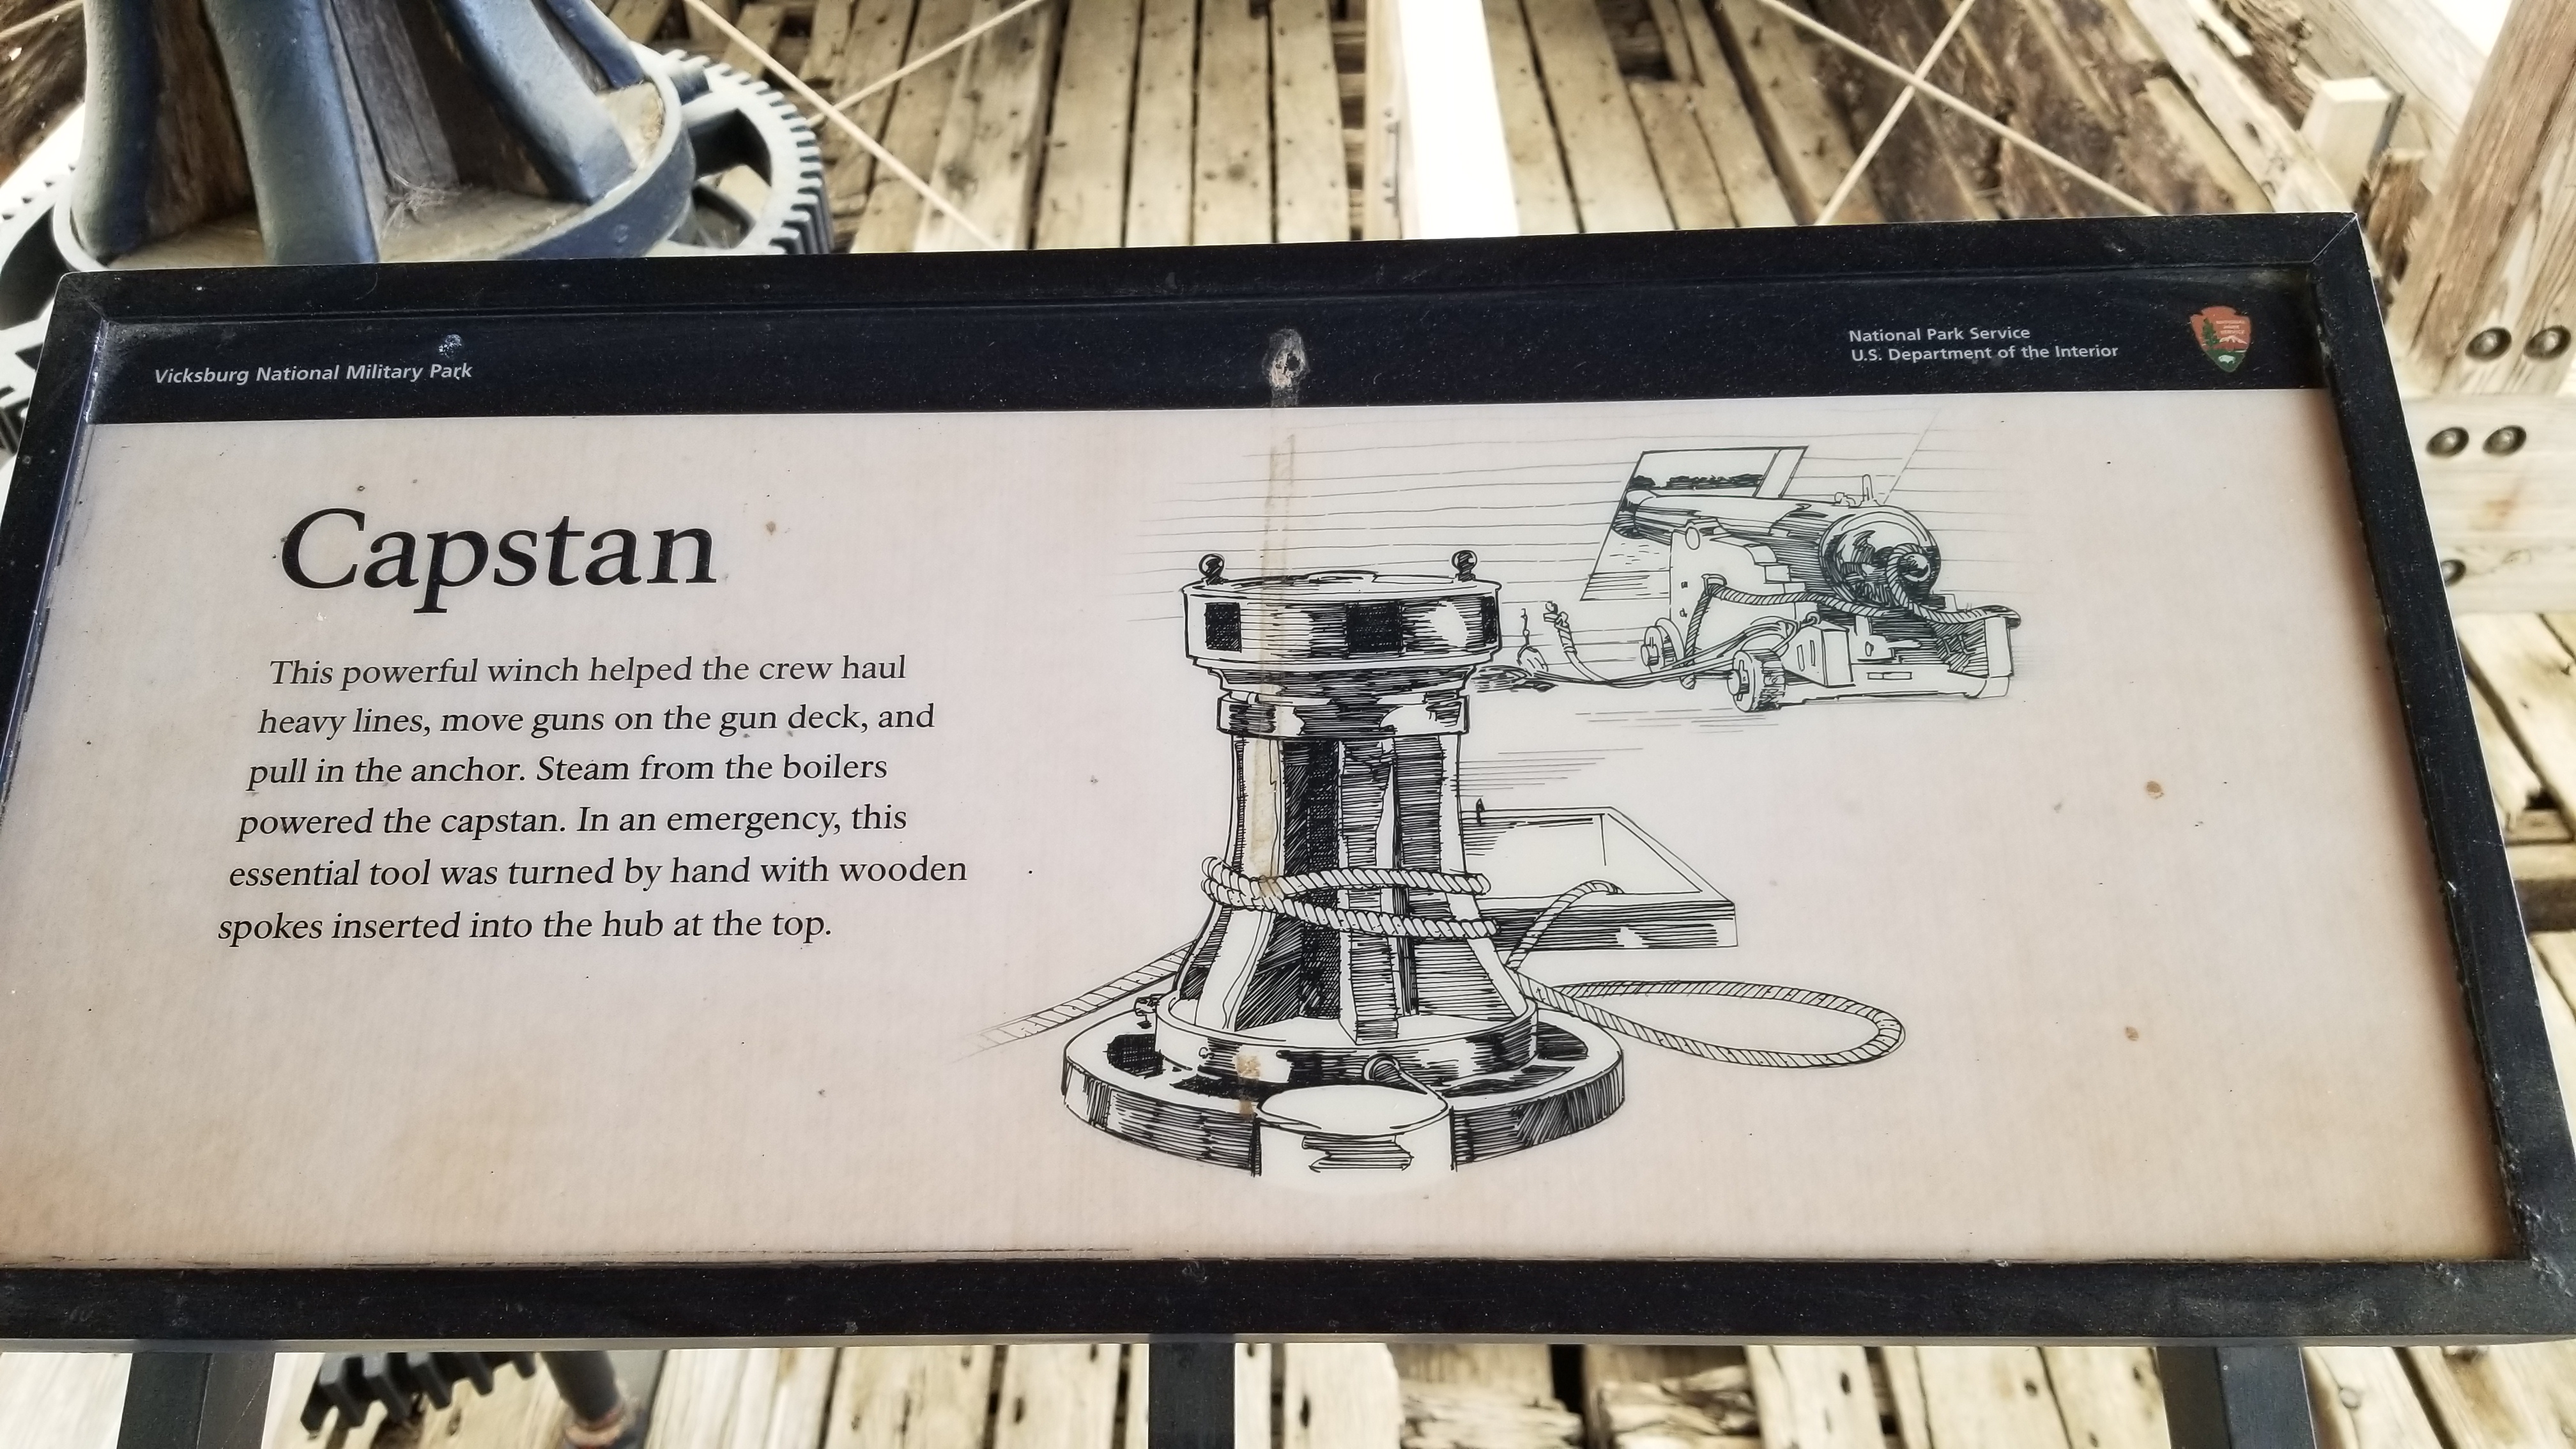 Vicksburg National Military Park
National Park Service
U.S. Department of the Interior
Capstan
This powerful winch helped the crew haul
heavy lines, move guns on the gun deck, and
pull in the anchor. Steam from the boilers
powered the capstan. In an emergency, this
essential tool was turned by hand with wooden
spokes inserted into the hub at the top.